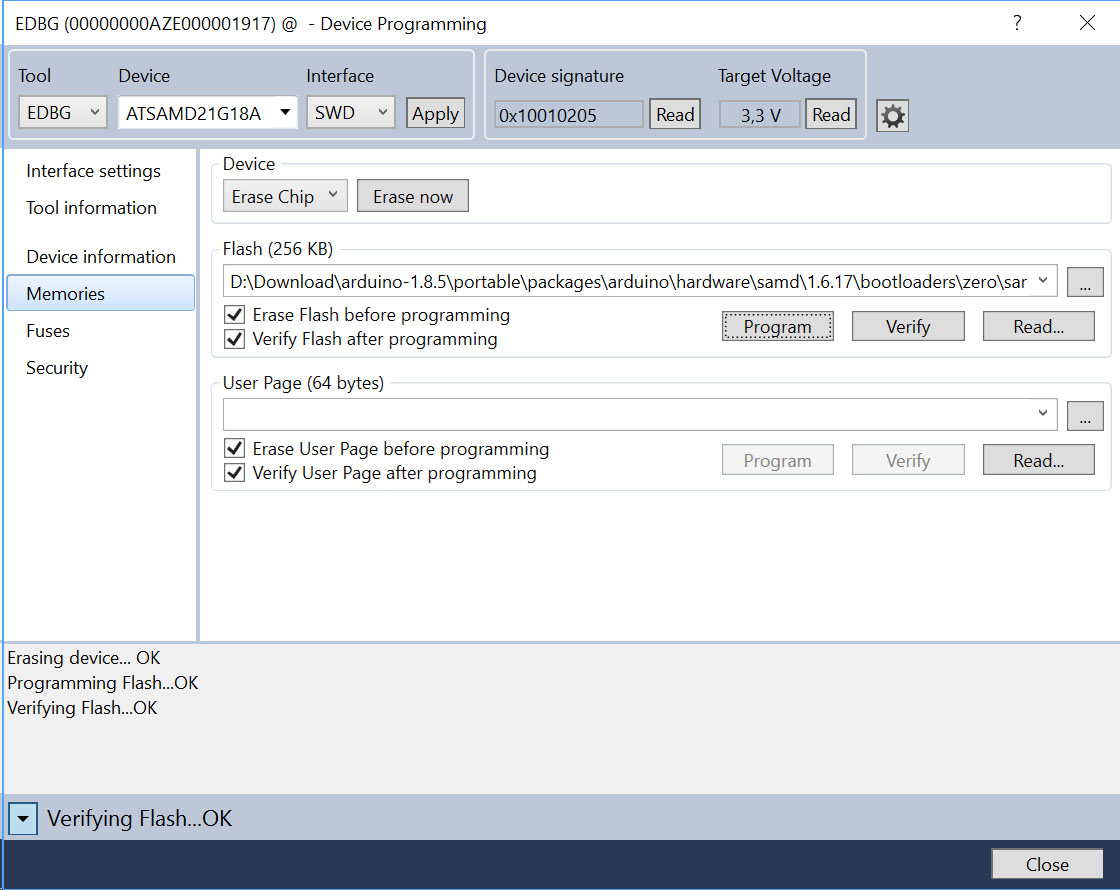 EDBG (00000000AZE000001917) @  - Device Programming
?
Tool Device Interface Device signature Target Voltage
EDBG ATSAMD21G18A SWD Apply 0x10010205 Read 3,3 V Read
Interface settings
Tool information
Device information
Memories
Fuses
Security
Device
Erase Chip Erase now
Flash (256 KB)
D:\Download\arduino-1.8.5\portable\packages\arduino\hardware\samd\1.6.17\bootloaders\zero\sar ...
Erase Flash before programming
Verify Flash after programming
Program Verify Read...
User Page (64 bytes)
...
Erase User Page before programming
Verify User Page after programming
Program Verify Read...
Erasing device... OK
Programming Flash...OK
Verifying Flash...OK
Verifying Flash...OK
Close